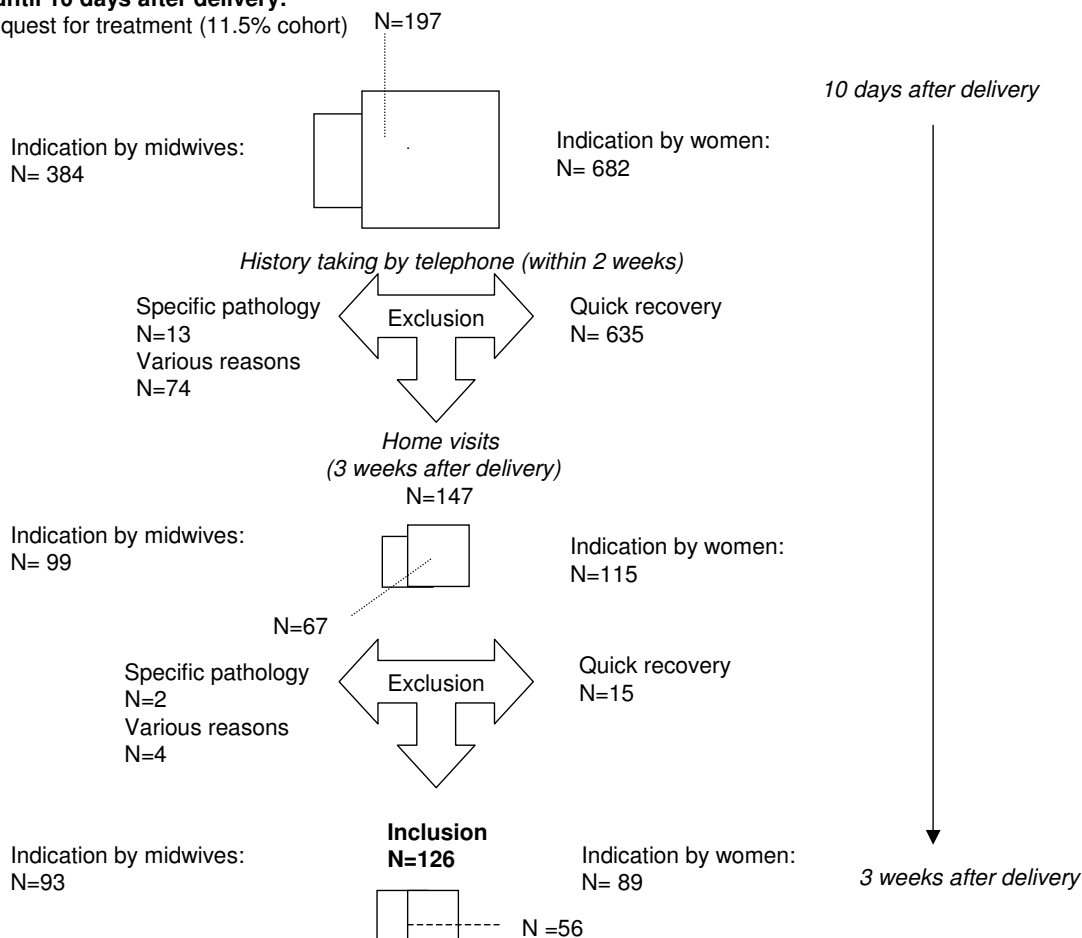 until 10 days after delivery:
quest for treatment (11.5% cohort)
N=197
10 days after delivery
Indication by midwives:
N= 384
Indication by women:
N= 682
History taking by telephone (within 2 weeks)
Specific pathology
N=13
Various reasons
N=74
Exclusion
Quick recovery
N= 635
Home visits
(3 weeks after delivery)
N=147
Indication by midwives:
N= 99
Indication by women:
N=115
N=67
Specific pathology
N=2
Various reasons
N=4
Exclusion
Quick recovery
N=15
Inclusion
N=126
Indication by midwives:
N=93
Indication by women:
N= 89
3 weeks after delivery
N =56